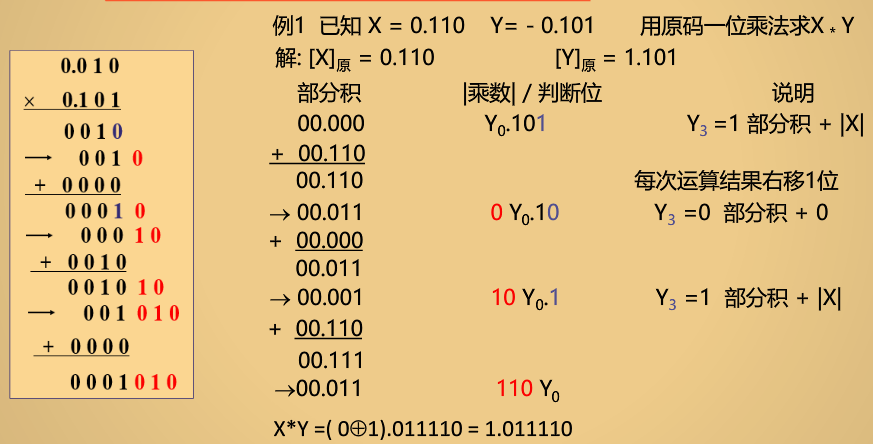 例1 已知 X = 0.110 Y= - 0.101 用原码一位乘法求X * Y
解: [X]原 = 0.110 [Y]原 = 1.101
部分积 |乘数| / 判断位 说明
00.000 Y0.101 Y3 =1 部分积 + |X|
+ 00.110
00.110 每次运算结果右移1位
→ 00.011 0 Y0.10 Y3 =0 部分积 + 0
+ 00.000
00.011
→ 00.001 10 Y0.1 Y3 =1 部分积 + |X|
+ 00.110
00.111
→00.011 110 Y0
X*Y =( 0⊕1).011110 = 1.011110
0.0 1 0
× 0.1 0 1
0 0 1 0
→ 0 0 1 0
+ 0 0 0 0
0 0 0 1 0
→ 0 0 0 1 0
+ 0 0 1 0
0 0 1 0 1 0
→ 0 0 1 0 1 0
+ 0 0 0 0
0 0 0 1 0 1 0